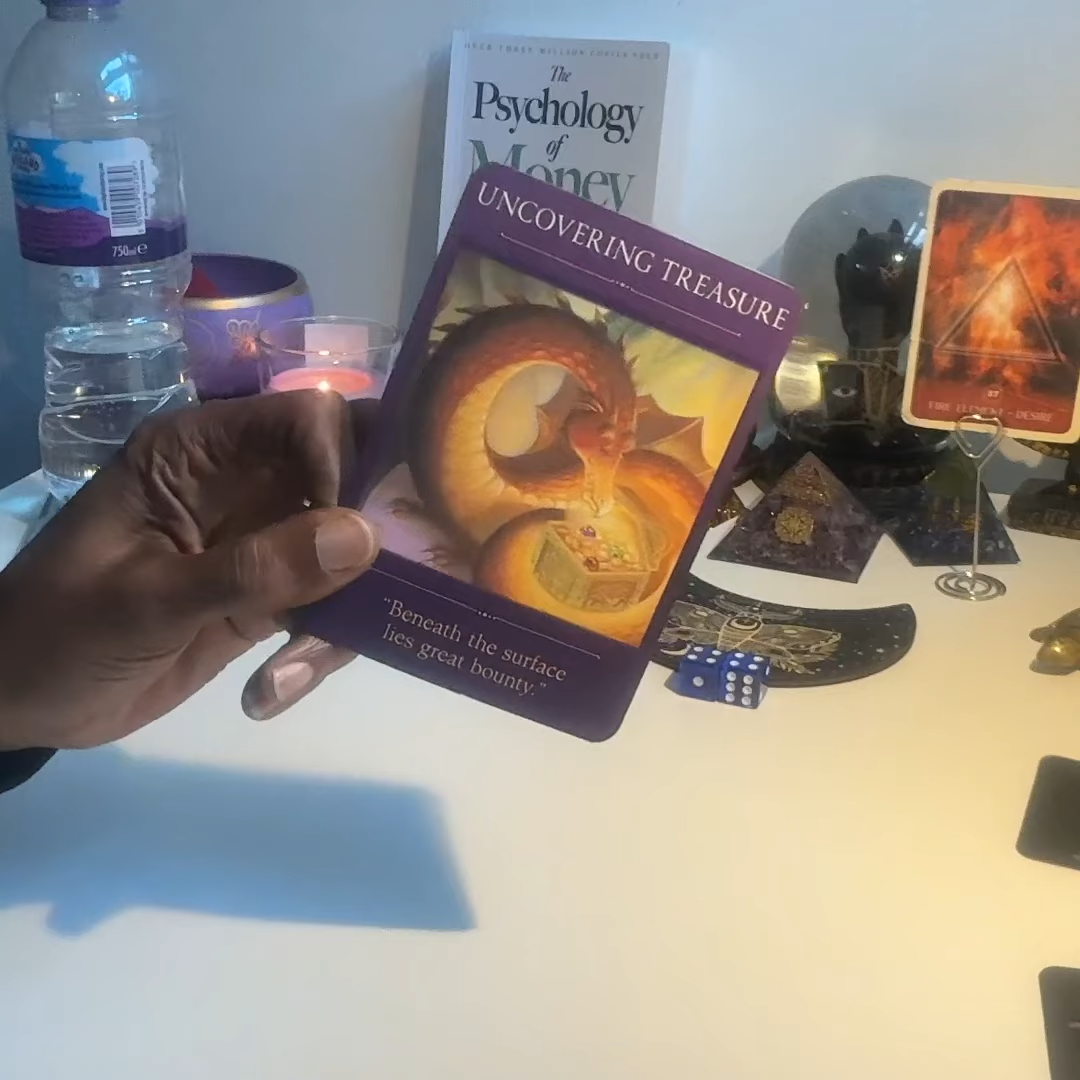 OVER THREE MILLION COPIES SOLD
The
Psychology
of
Money
UNCOVERING TREASURE
"Beneath the surface
lies great bounty."
750ml e
37
FIRE ELEMENT - DESIRE